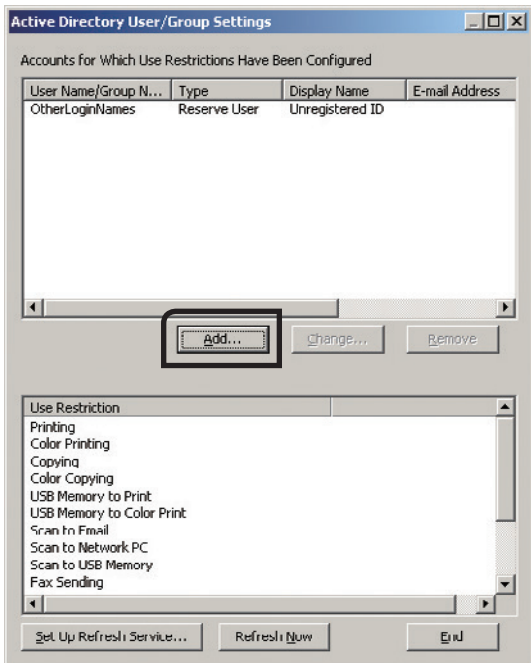 Active Directory User/Group Settings
Accounts for Which Use Restrictions Have Been Configured
User Name/Group N... Type Display Name E-mail Address
OtherLoginNames Reserve User Unregistered ID
Add... Change... Remove
Use Restriction
Printing
Color Printing
Copying
Color Copying
USB Memory to Print
USB Memory to Color Print
Scan to Email
Scan to Network PC
Scan to USB Memory
Fax Sending
Set Up Refresh Service... Refresh Now End